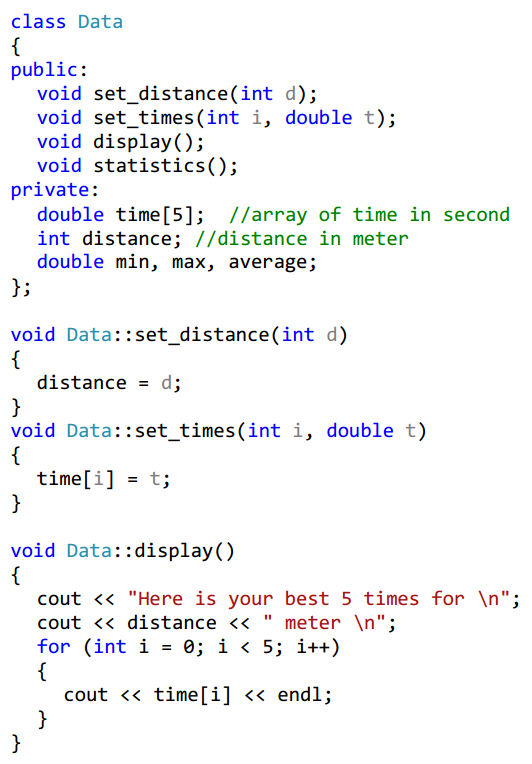 class Data
{
public:
void set_distance(int d);
void set_times(int i, double t);
void display();
void statistics();
private:
double time[5];  //array of time in second
int distance; //distance in meter
double min, max, average;
};
void Data::set_distance(int d)
{
distance = d;
}
void Data::set_times(int i, double t)
{
time[i] = t;
}
void Data::display()
{
cout << "Here is your best 5 times for \n";
cout << distance << " meter \n";
for (int i = 0; i < 5; i++)
{
cout << time[i] << endl;
}
}